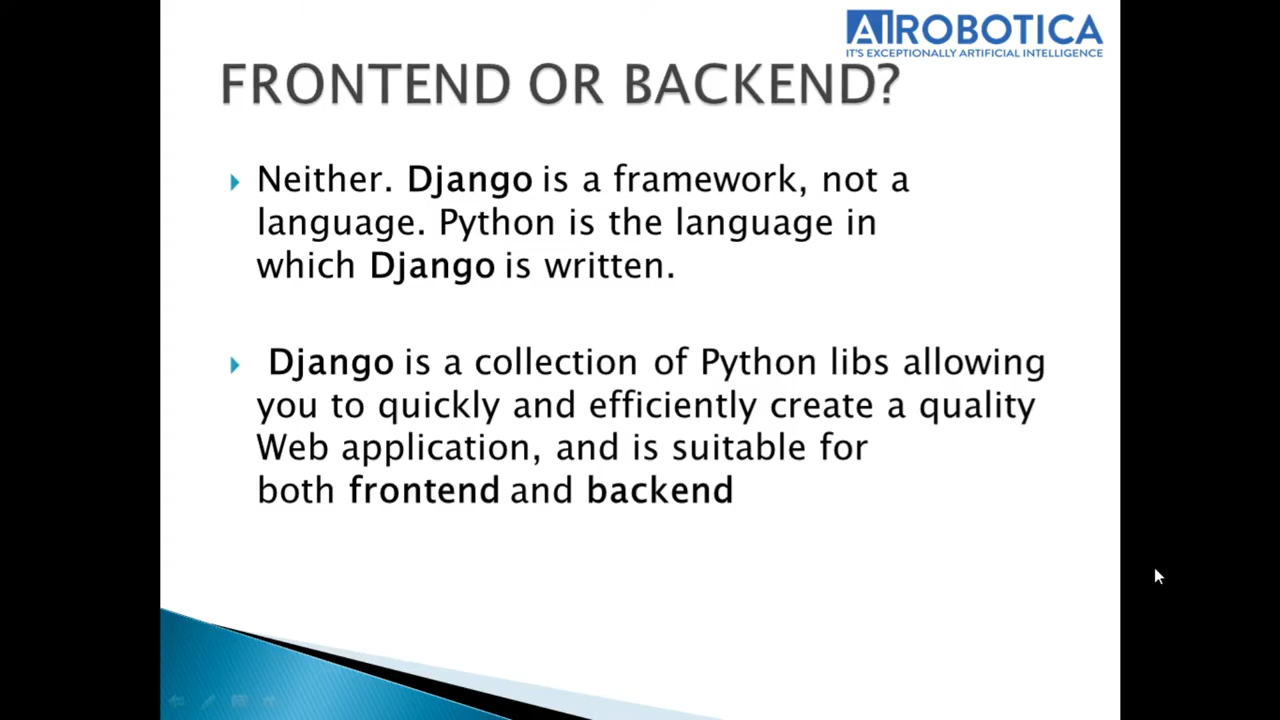 AIROBOTICA
IT'S EXCEPTIONALLY ARTIFICIAL INTELLIGENCE
FRONTEND OR BACKEND?
Neither. Django is a framework, not a
language. Python is the language in
which Django is written.
Django is a collection of Python libs allowing
you to quickly and efficiently create a quality
Web application, and is suitable for
both frontend and backend